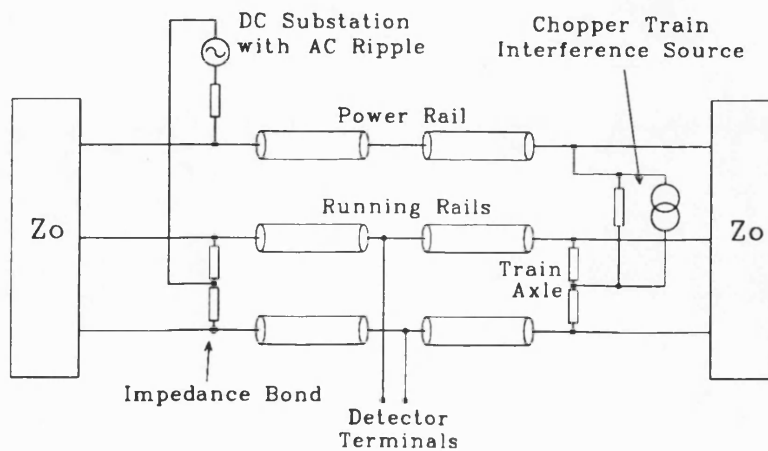 DC Substation
with AC Ripple
Chopper Train
Interference Source
Power Rail
Running Rails
Zo
Zo
Train
Axle
Impedance Bond
Detector
Terminals